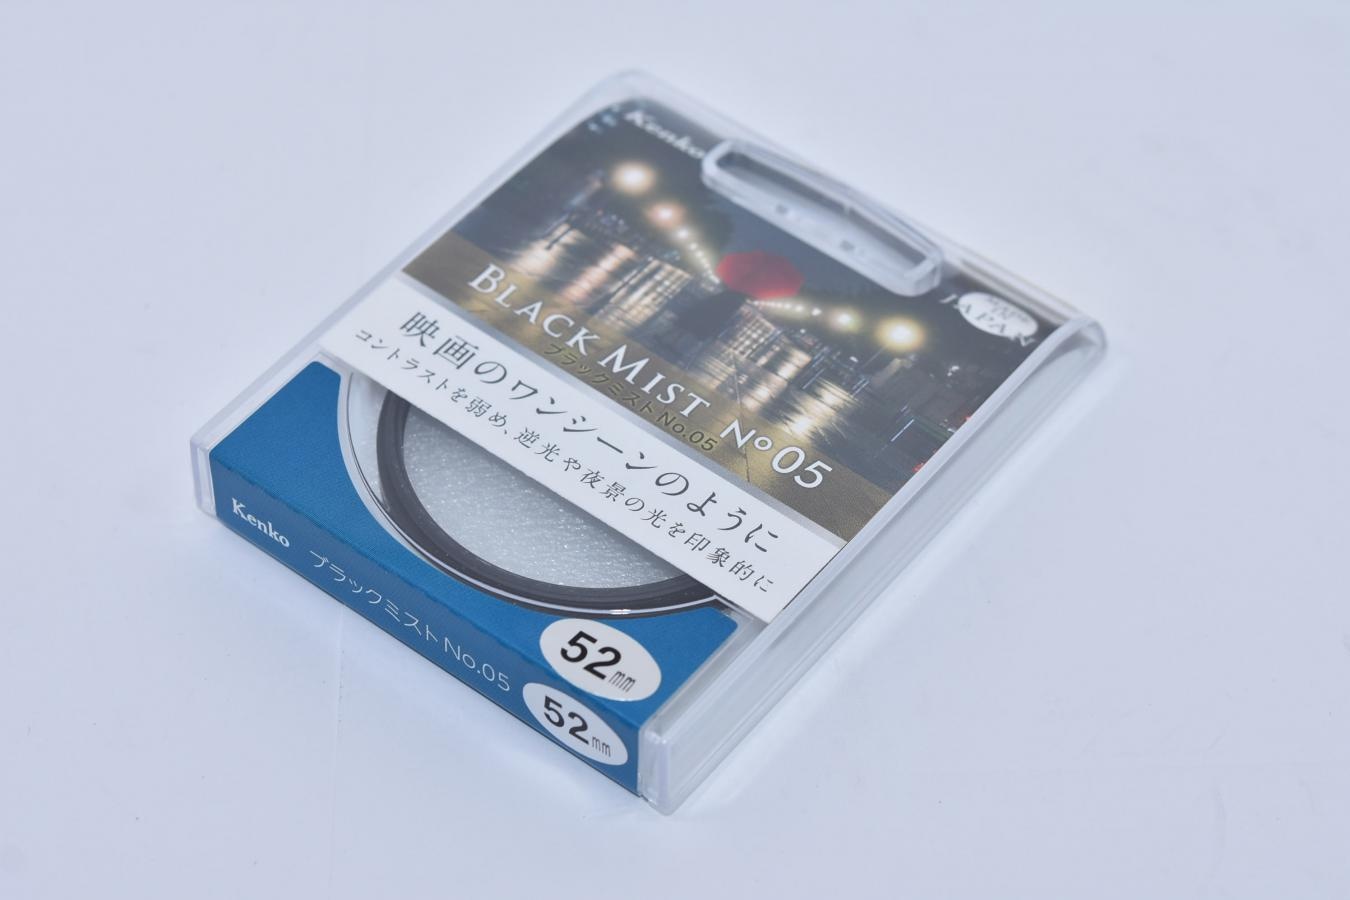 Kenko
MADE IN
JAPAN
BLACK MIST No05
ブラックミスト No.05
映画のワンシーンのように
コントラストを弱め、逆光や夜景の光を印象的に
52mm
Kenko ブラックミスト No.05 52mm